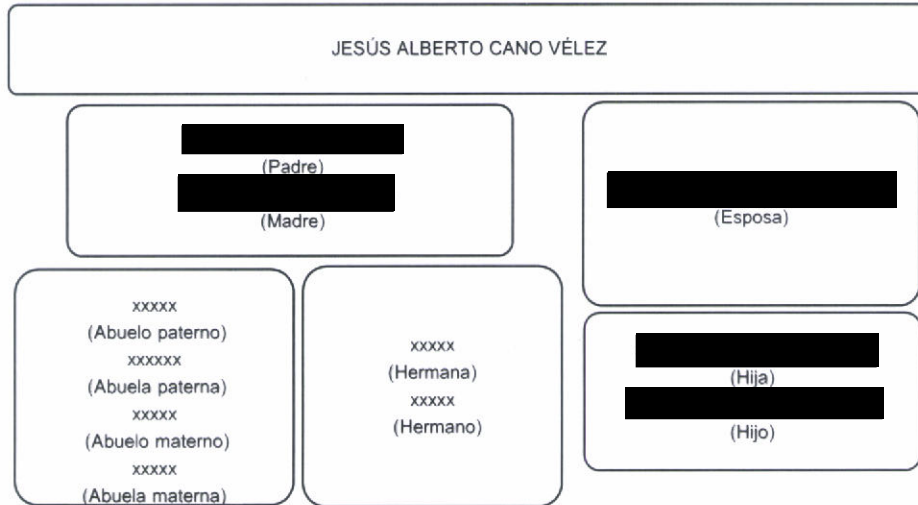 JESÚS ALBERTO CANO VÉLEZ
(Padre)
(Madre)
(Esposa)
xxxxx
(Abuelo paterno)
xxxxxx
(Abuela paterna)
xxxxx
(Abuelo materno)
xxxxx
(Abuela materna)
xxxxx
(Hermana)
xxxxx
(Hermano)
(Hija)
(Hijo)